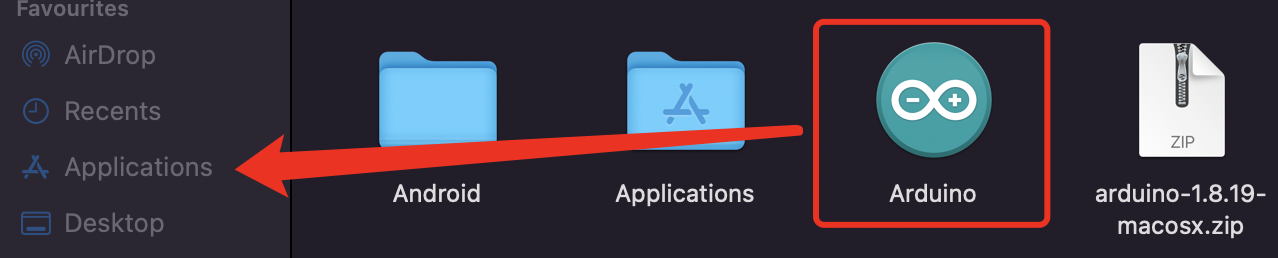 Favourites
AirDrop
Recents
Applications
Desktop
Android
Applications
Arduino
ZIP
arduino-1.8.19-
macosx.zip